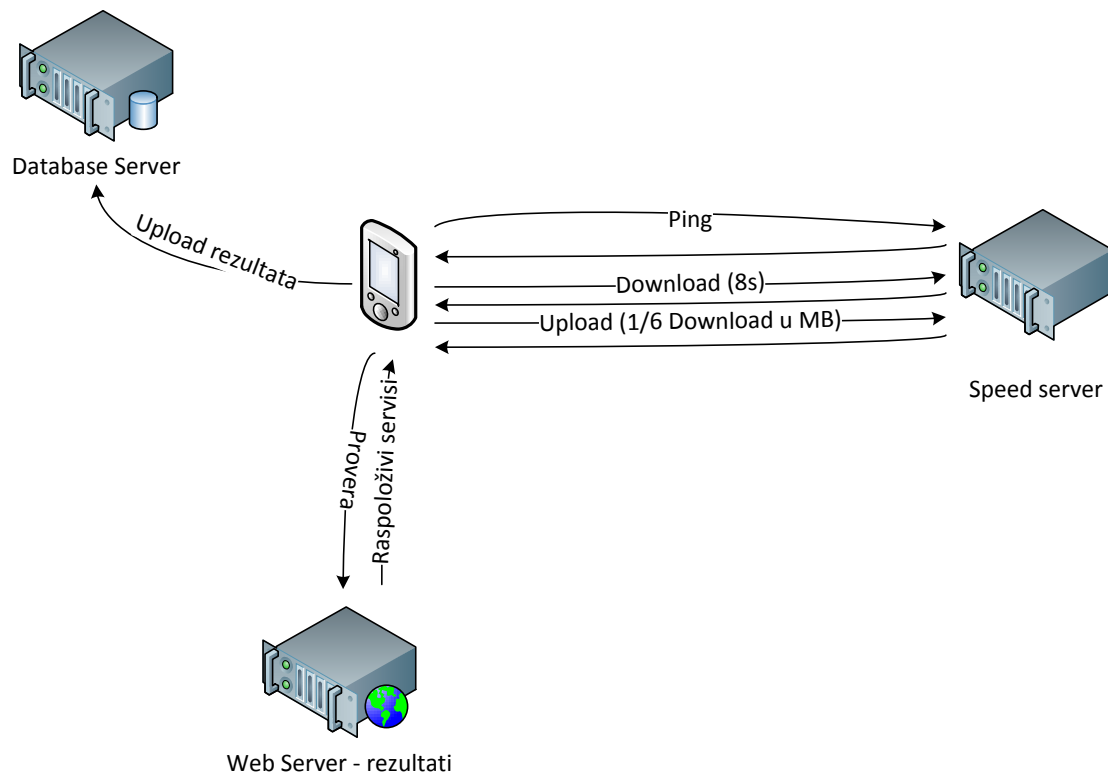 Database Server
Upload rezultata
Ping
Download (8s)
Upload (1/6 Download u MB)
Speed server
Provera
Raspoloživi servisi
Web Server - rezultati